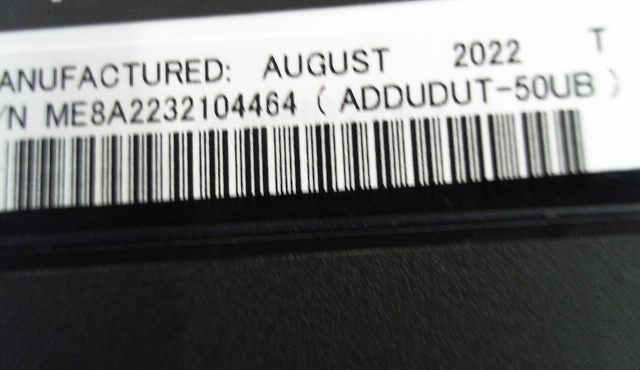 ANUFACTURED: AUGUST 2022 T
/N ME8A2232104464 (ADDUDUT-50UB)